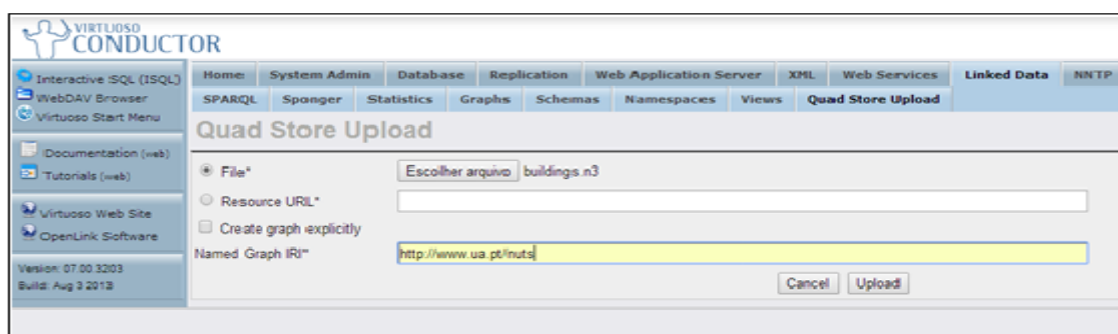 VIRTUOSO
CONDUCTOR
Interactive SQL (ISQL)
WebDAV Browser
Virtuoso Start Menu
Documentation (web)
Tutorials (web)
Virtuoso Web Site
OpenLink Software
Version: 07.00.3203
Build: Aug 3 2013
Home System Admin Database Replication Web Application Server XML Web Services Linked Data NNTP
SPARQL Sponger Statistics Graphs Schemas Namespaces Views Quad Store Upload
Quad Store Upload
File* Escolher arquivo buildings.n3
Resource URL*
Create graph explicitly
Named Graph IRI* http://www.ua.pt/nuts
Cancel Upload